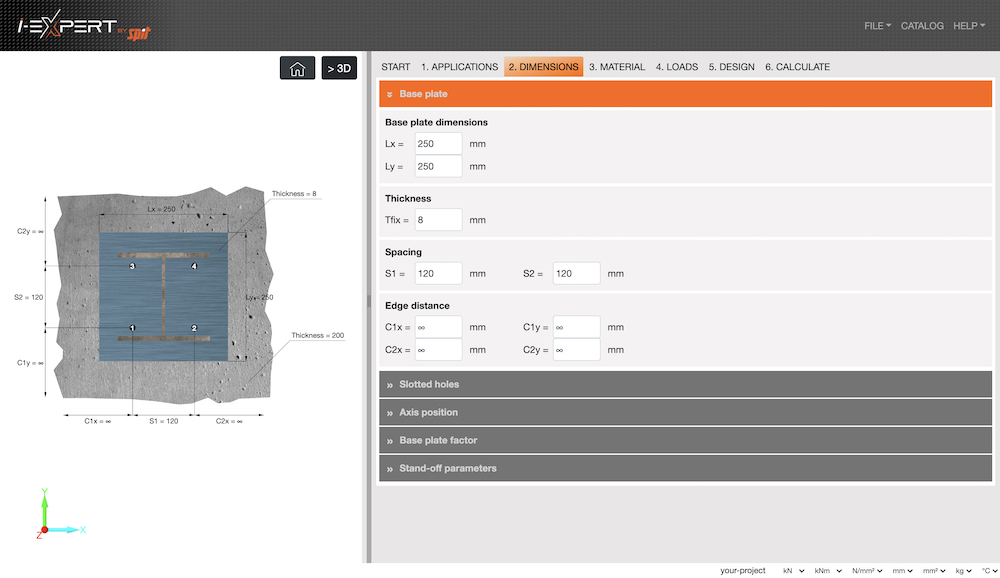 i-EXPERT BY Spit
FILE CATALOG HELP
> 3D
START 1. APPLICATIONS 2. DIMENSIONS 3. MATERIAL 4. LOADS 5. DESIGN 6. CALCULATE
Base plate
Base plate dimensions
Lx = 250 mm
Ly = 250 mm
Thickness
Tfix = 8 mm
Spacing
S1 = 120 mm S2 = 120 mm
Edge distance
C1x = ∞ mm C1y = ∞ mm
C2x = ∞ mm C2y = ∞ mm
» Slotted holes
» Axis position
» Base plate factor
» Stand-off parameters
Thickness = 8
Lx = 250
C2y = ∞
3 4
S2 = 120
Ly = 250
1 2
Thickness = 200
C1y = ∞
C1x = ∞ S1 = 120 C2x = ∞
Y
Z X
your-project kN kNm N/mm² mm mm² kg °C